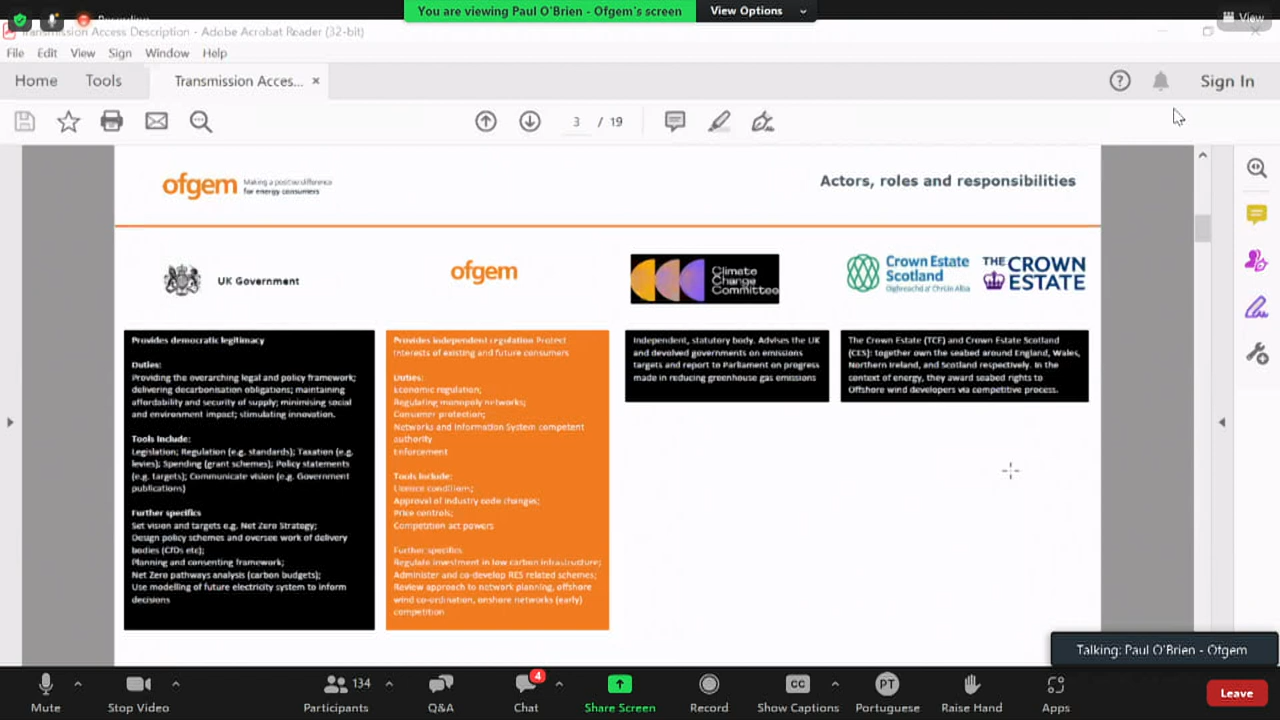 You are viewing Paul O'Brien - Ofgem's screen
View Options
Recording
View
Transmission Access Description - Adobe Acrobat Reader (32-bit)
File Edit View Sign Window Help
Home Tools Transmission Acces... ×
Sign In
3 / 19
ofgem Making a positive difference
for energy consumers
Actors, roles and responsibilities
UK Government
Provides democratic legitimacy
Duties:
Providing the overarching legal and policy framework;
delivering decarbonisation obligations; maintaining
affordability and security of supply; minimising social
and environment impact; stimulating innovation.
Tools Include:
Legislation; Regulation (e.g. standards); Taxation (e.g.
levies); Spending (grant schemes); Policy statements
(e.g. targets); Communicate vision (e.g. Government
publications)
Further specifics
Set vision and targets e.g. Net Zero Strategy;
Design policy schemes and oversee work of delivery
bodies (CfDs etc);
Planning and consenting framework;
Net Zero pathways analysis (carbon budgets);
Use modelling of future electricity system to inform
decisions
ofgem
Provides independent regulation Protect
interests of existing and future consumers
Duties:
Economic regulation;
Regulating monopoly networks;
Consumer protection;
Networks and Information System competent
authority
Enforcement
Tools Include:
Licence conditions;
Approval of industry code changes;
Price controls;
Competition act powers
Further specifics
Regulate investment in low carbon infrastructure;
Administer and co-develop RES related schemes;
Review approach to network planning, offshore
wind co-ordination, onshore networks (early)
competition
Climate
Change
Committee
Independent, statutory body. Advises the UK
and devolved governments on emissions
targets and report to Parliament on progress
made in reducing greenhouse gas emissions
Crown Estate
Scotland
Oighreachd a' Chrùin Alba
THE
CROWN
ESTATE
The Crown Estate (TCE) and Crown Estate Scotland
(CES): together own the seabed around England, Wales,
Northern Ireland, and Scotland respectively. In the
context of energy, they award seabed rights to
Offshore wind developers via competitive process.
Talking: Paul O'Brien - Ofgem
134
4
CC
PT
Mute Stop Video Participants Q&A Chat Share Screen Record Show Captions Portuguese Raise Hand Apps Leave